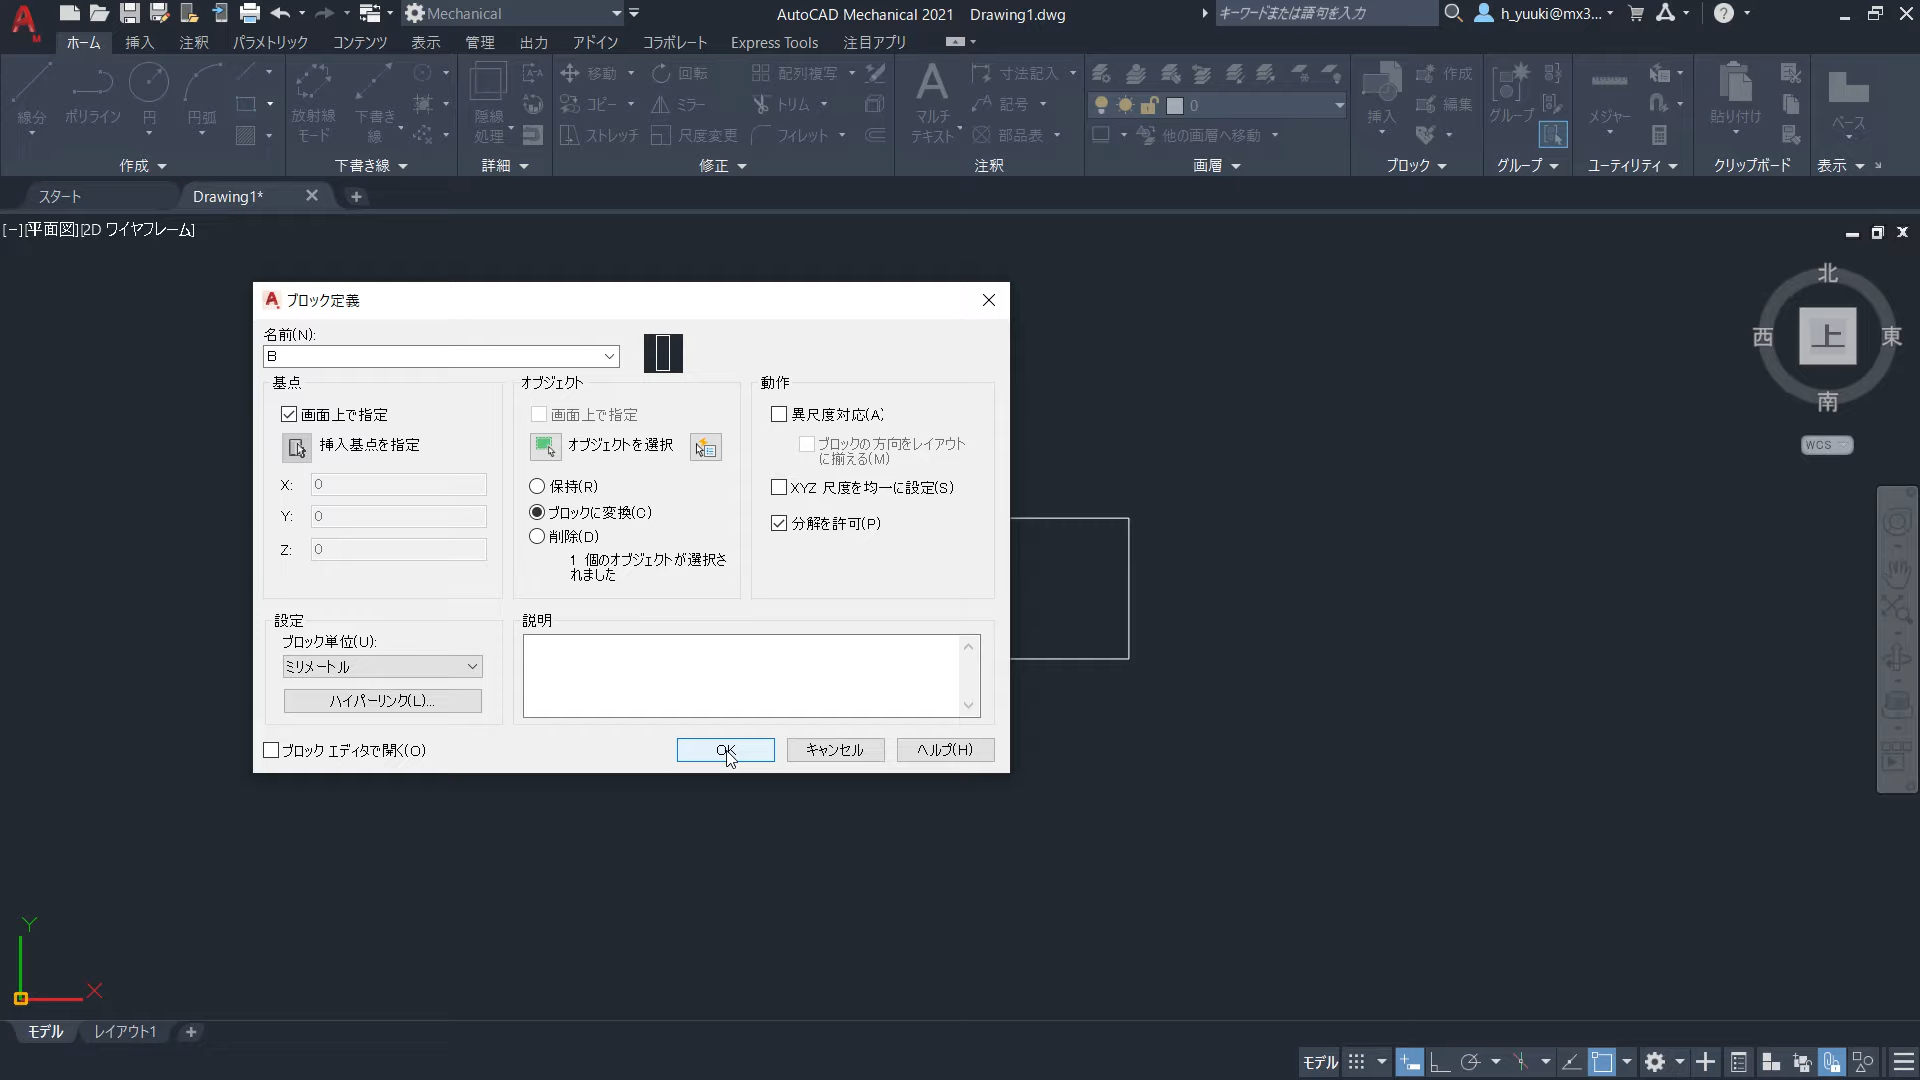 Mechanical
AutoCAD Mechanical 2021 Drawing1.dwg
キーワードまたは語句を入力
h_yuuki@mx3...
ホーム 挿入 注釈 パラメトリック コンテンツ 表示 管理 出力 アドイン コラボレート Express Tools 注目アプリ
線分 ポリライン 円 円弧
放射線
モード
下書き
線
隠線
処理
移動 回転 配列複写
コピー ミラー トリム
ストレッチ 尺度変更 フィレット
マルチ
テキスト
寸法記入
記号
部品表
0
他の画層へ移動
挿入
作成
編集
グループ
メジャー
貼り付け
ベース
作成 下書き線 詳細 修正 注釈 画層 ブロック グループ ユーティリティ クリップボード 表示
スタート Drawing1*
[−][平面図][2D ワイヤフレーム]
ブロック定義
名前(N):
B
基点
画面上で指定
挿入基点を指定
X: 0
Y: 0
Z: 0
オブジェクト
画面上で指定
オブジェクトを選択
保持(R)
ブロックに変換(C)
削除(D)
1 個のオブジェクトが選択さ
れました
動作
異尺度対応(A)
ブロックの方向をレイアウト
に揃える(M)
XYZ 尺度を均一に設定(S)
分解を許可(P)
設定
ブロック単位(U):
ミリメートル
ハイパーリンク(L)...
説明
ブロック エディタで開く(O)
OK キャンセル ヘルプ(H)
北
西 上 東
南
WCS
Y
X
モデル レイアウト1
モデル